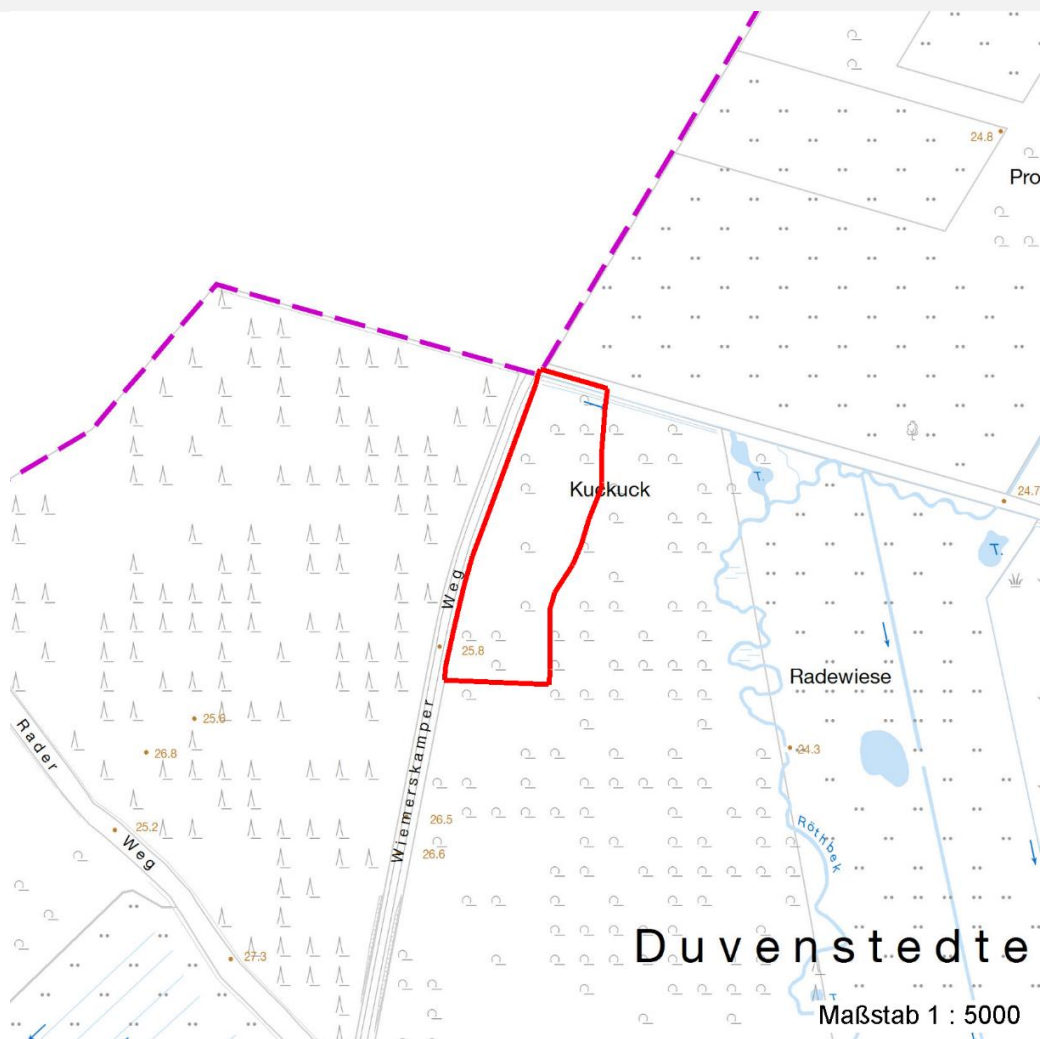 24.8
Pro
Kuckuck
T.
24.7
T.
Weg
25.8
Radewiese
25.6
Rader
26.8
24.3
Wiemerskamper
26.5
25.2
Weg
26.6
Röthbek
27.3
Duvenstedte
T.
Maßstab 1 : 5000